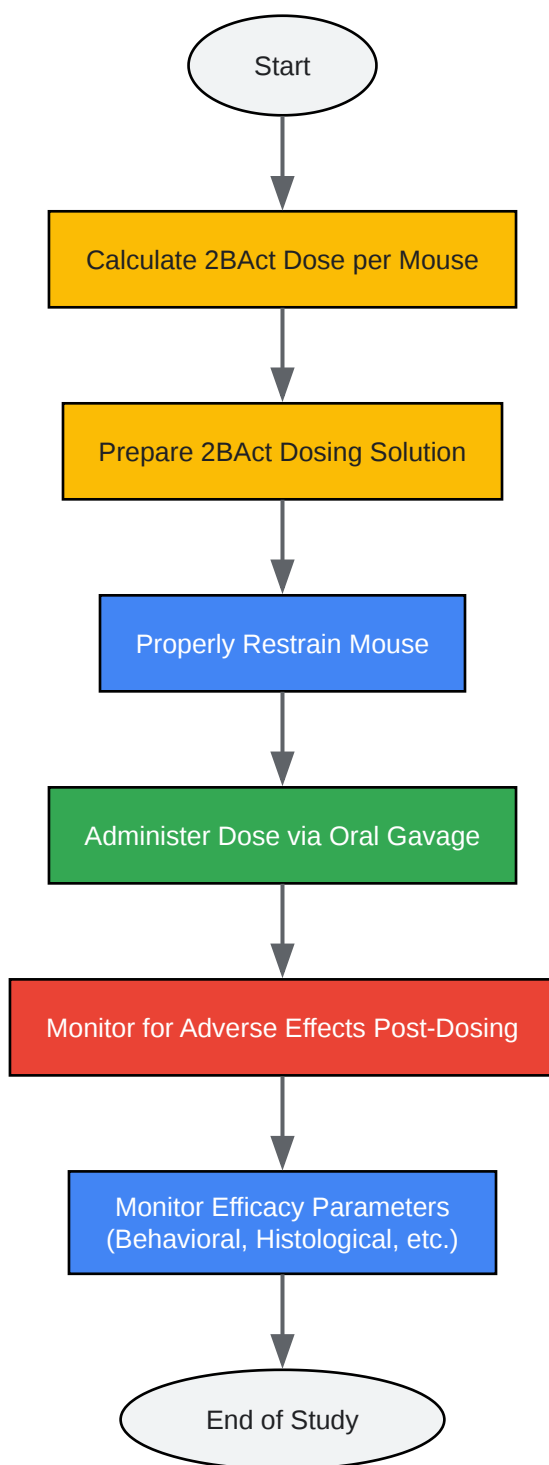 Start
Calculate 2BAct Dose per Mouse
Prepare 2BAct Dosing Solution
Properly Restrain Mouse
Administer Dose via Oral Gavage
Monitor for Adverse Effects Post-Dosing
Monitor Efficacy Parameters
(Behavioral, Histological, etc.)
End of Study